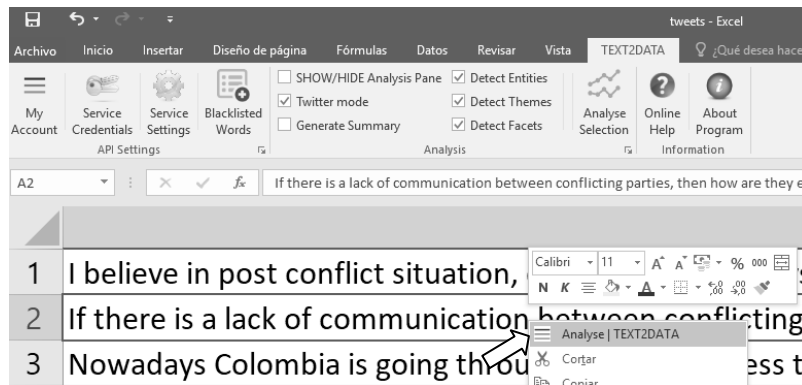 tweets - Excel
Archivo Inicio Insertar Diseño de página Fórmulas Datos Revisar Vista TEXT2DATA ¿Qué desea hace
SHOW/HIDE Analysis Pane Detect Entities
My Account Service Credentials Service Settings Blacklisted Words Twitter mode Detect Themes Analyse Selection Online Help About Program
Generate Summary Detect Facets
API Settings Analysis Information
A2 fx If there is a lack of communication between conflicting parties, then how are they e
Calibri 11 A A % 000
N K A
1 I believe in post conflict situation,
2 If there is a lack of communication between conflicting
Analyse | TEXT2DATA
3 Nowadays Colombia is going throu ess t
Cortar
Copiar